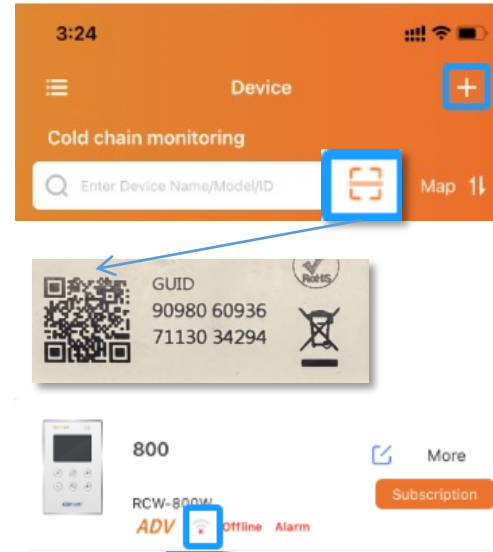 3:24
Device
Cold chain monitoring
Enter Device Name/Model/ID
Map
RoHS
GUID
90980 60936
71130 34294
800
More
RCW-800W
Subscription
ADV Offline Alarm